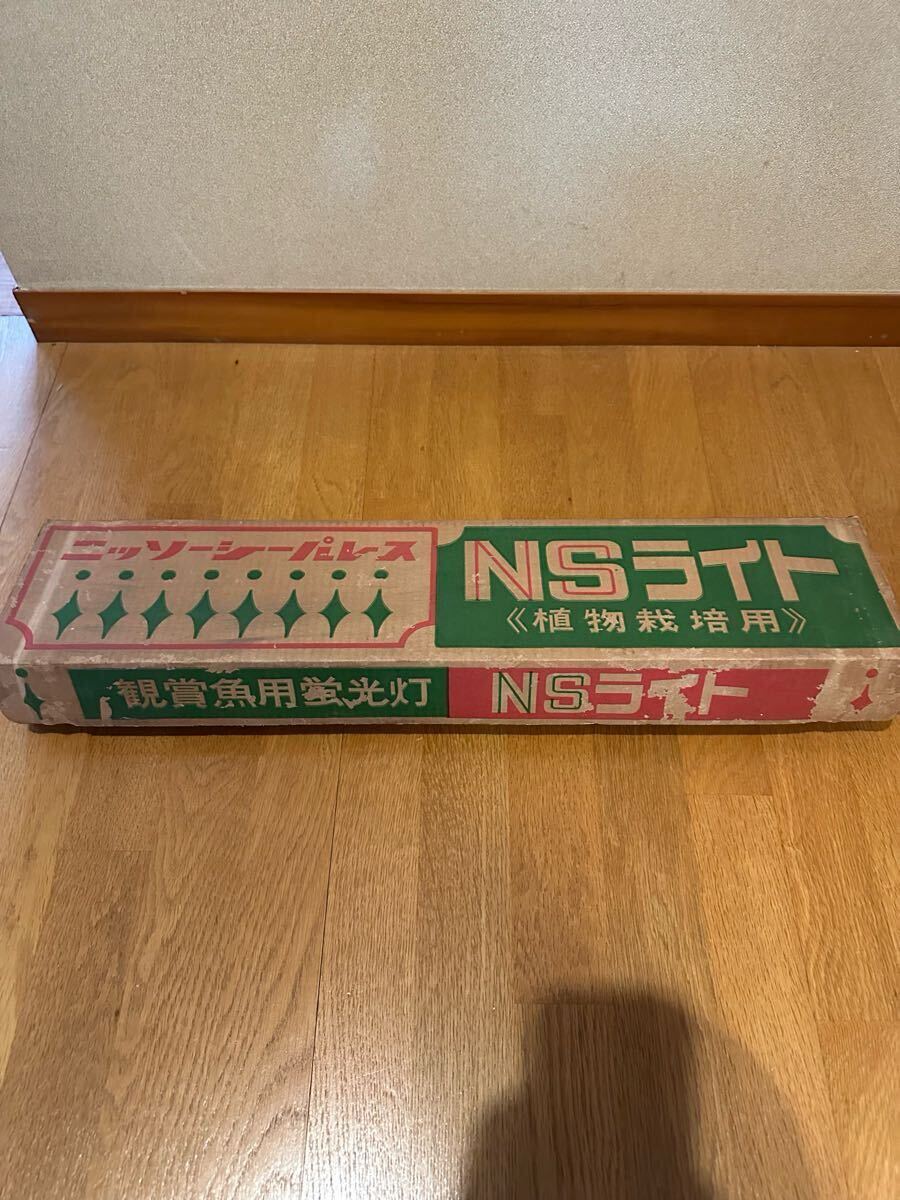 ニッソーシーパレス
NSライト
《植物栽培用》
観賞魚用蛍光灯
NSライト